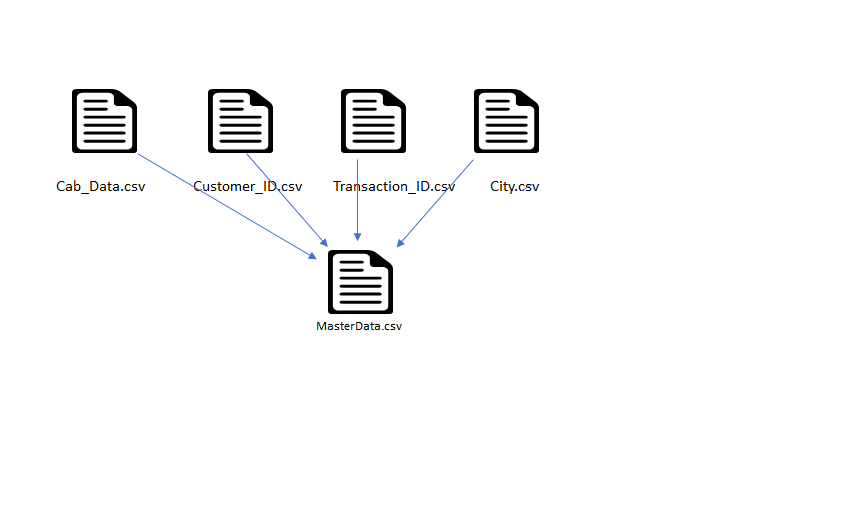 Cab_Data.csv
Customer_ID.csv
Transaction_ID.csv
City.csv
MasterData.csv